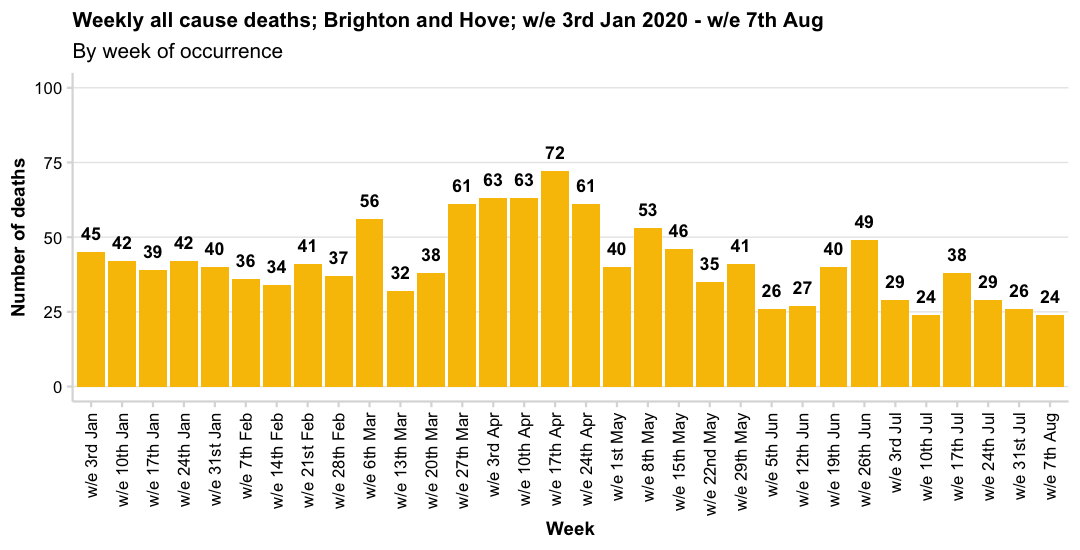 Weekly all cause deaths; Brighton and Hove; w/e 3rd Jan 2020 - w/e 7th Aug
By week of occurrence
Number of deaths
100
75
50
25
0
45
42
39
42
40
36
34
41
37
56
32
38
61
63
63
72
61
40
53
46
35
41
26
27
40
49
29
24
38
29
26
24
w/e 3rd Jan
w/e 10th Jan
w/e 17th Jan
w/e 24th Jan
w/e 31st Jan
w/e 7th Feb
w/e 14th Feb
w/e 21st Feb
w/e 28th Feb
w/e 6th Mar
w/e 13th Mar
w/e 20th Mar
w/e 27th Mar
w/e 3rd Apr
w/e 10th Apr
w/e 17th Apr
w/e 24th Apr
w/e 1st May
w/e 8th May
w/e 15th May
w/e 22nd May
w/e 29th May
w/e 5th Jun
w/e 12th Jun
w/e 19th Jun
w/e 26th Jun
w/e 3rd Jul
w/e 10th Jul
w/e 17th Jul
w/e 24th Jul
w/e 31st Jul
w/e 7th Aug
Week